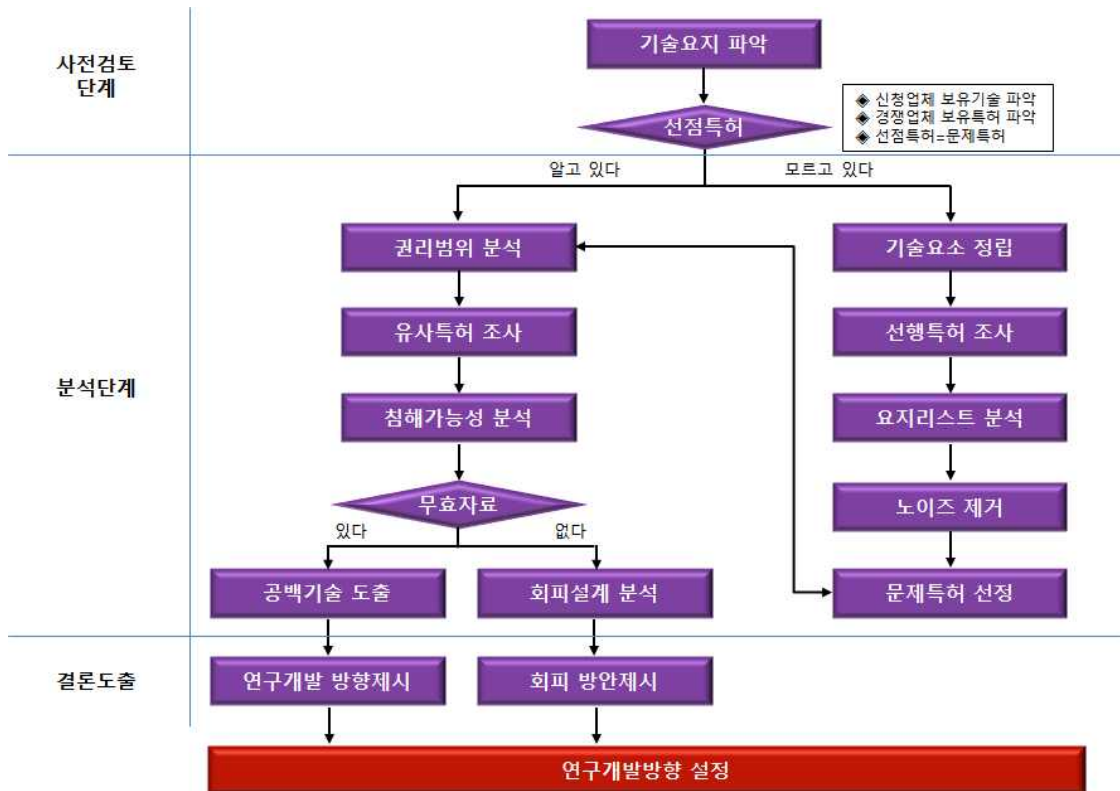 사전검토
단계
기술요지 파악
선점특허
◈ 신청업체 보유기술 파악
◈ 경쟁업체 보유특허 파악
◈ 선점특허=문제특허
알고 있다
모르고 있다
분석단계
권리범위 분석
기술요소 정립
유사특허 조사
선행특허 조사
침해가능성 분석
요지리스트 분석
무효자료
노이즈 제거
있다
없다
공백기술 도출
회피설계 분석
문제특허 선정
결론도출
연구개발 방향제시
회피 방안제시
연구개발방향 설정